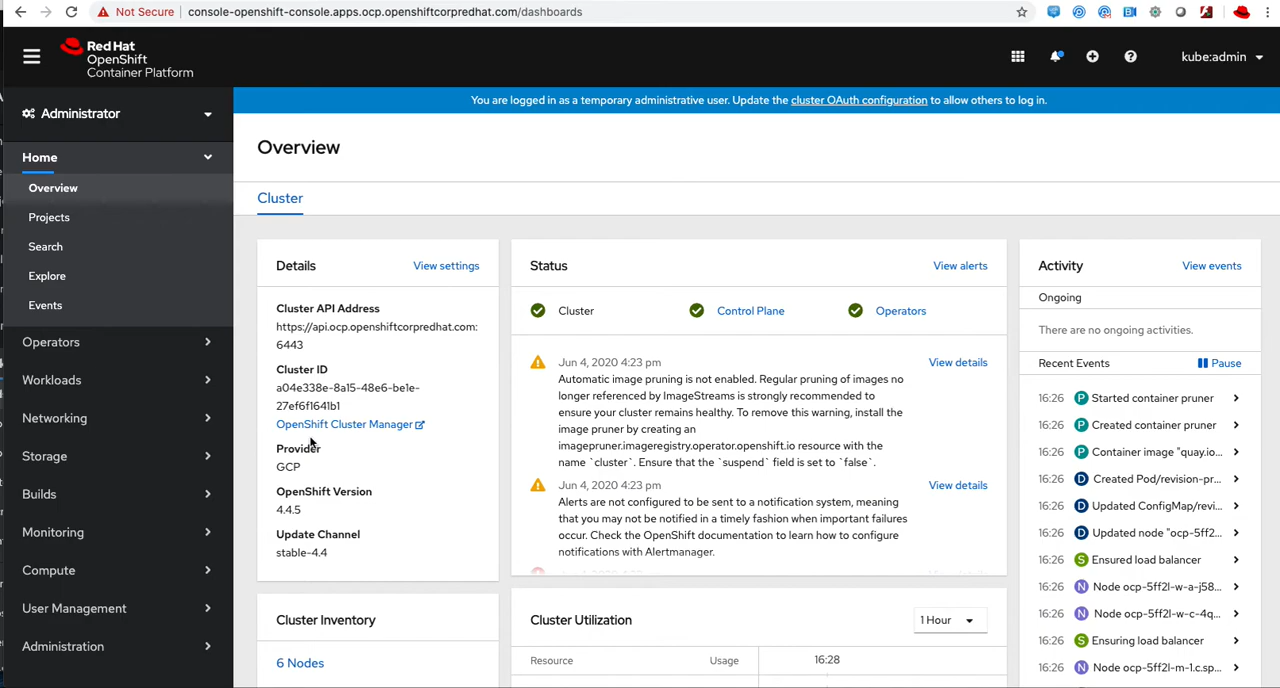 Not Secure
console-openshift-console.apps.ocp.openshiftcorpredhat.com/dashboards
Red Hat
OpenShift
Container Platform
kube:admin
Administrator
Home
Overview
Projects
Search
Explore
Events
Operators
Workloads
Networking
Storage
Builds
Monitoring
Compute
User Management
Administration
You are logged in as a temporary administrative user. Update the cluster OAuth configuration to allow others to log in.
Overview
Cluster
Details
View settings
Cluster API Address
https://api.ocp.openshiftcorpredhat.com:
6443
Cluster ID
a04e338e-8a15-48e6-be1e-
27ef6f1641b1
OpenShift Cluster Manager
Provider
GCP
OpenShift Version
4.4.5
Update Channel
stable-4.4
Cluster Inventory
6 Nodes
Status
View alerts
Cluster
Control Plane
Operators
Jun 4, 2020 4:23 pm
View details
Automatic image pruning is not enabled. Regular pruning of images no
longer referenced by ImageStreams is strongly recommended to
ensure your cluster remains healthy. To remove this warning, install the
image pruner by creating an
imagepruner.imageregistry.operator.openshift.io resource with the
name `cluster`. Ensure that the `suspend` field is set to `false`.
Jun 4, 2020 4:23 pm
View details
Alerts are not configured to be sent to a notification system, meaning
that you may not be notified in a timely fashion when important failures
occur. Check the OpenShift documentation to learn how to configure
notifications with Alertmanager.
Cluster Utilization
1 Hour
Resource
Usage
16:28
Activity
View events
Ongoing
There are no ongoing activities.
Recent Events
Pause
16:26 P Started container pruner
16:26 P Created container pruner
16:26 P Container image "quay.io...
16:26 D Created Pod/revision-pr...
16:26 D Updated ConfigMap/revi...
16:26 D Updated node "ocp-5ff2...
16:26 S Ensured load balancer
16:26 N Node ocp-5ff2l-w-a-j58...
16:26 N Node ocp-5ff2l-w-c-4q...
16:26 S Ensuring load balancer
16:26 N Node ocp-5ff2l-m-1.c.sp...